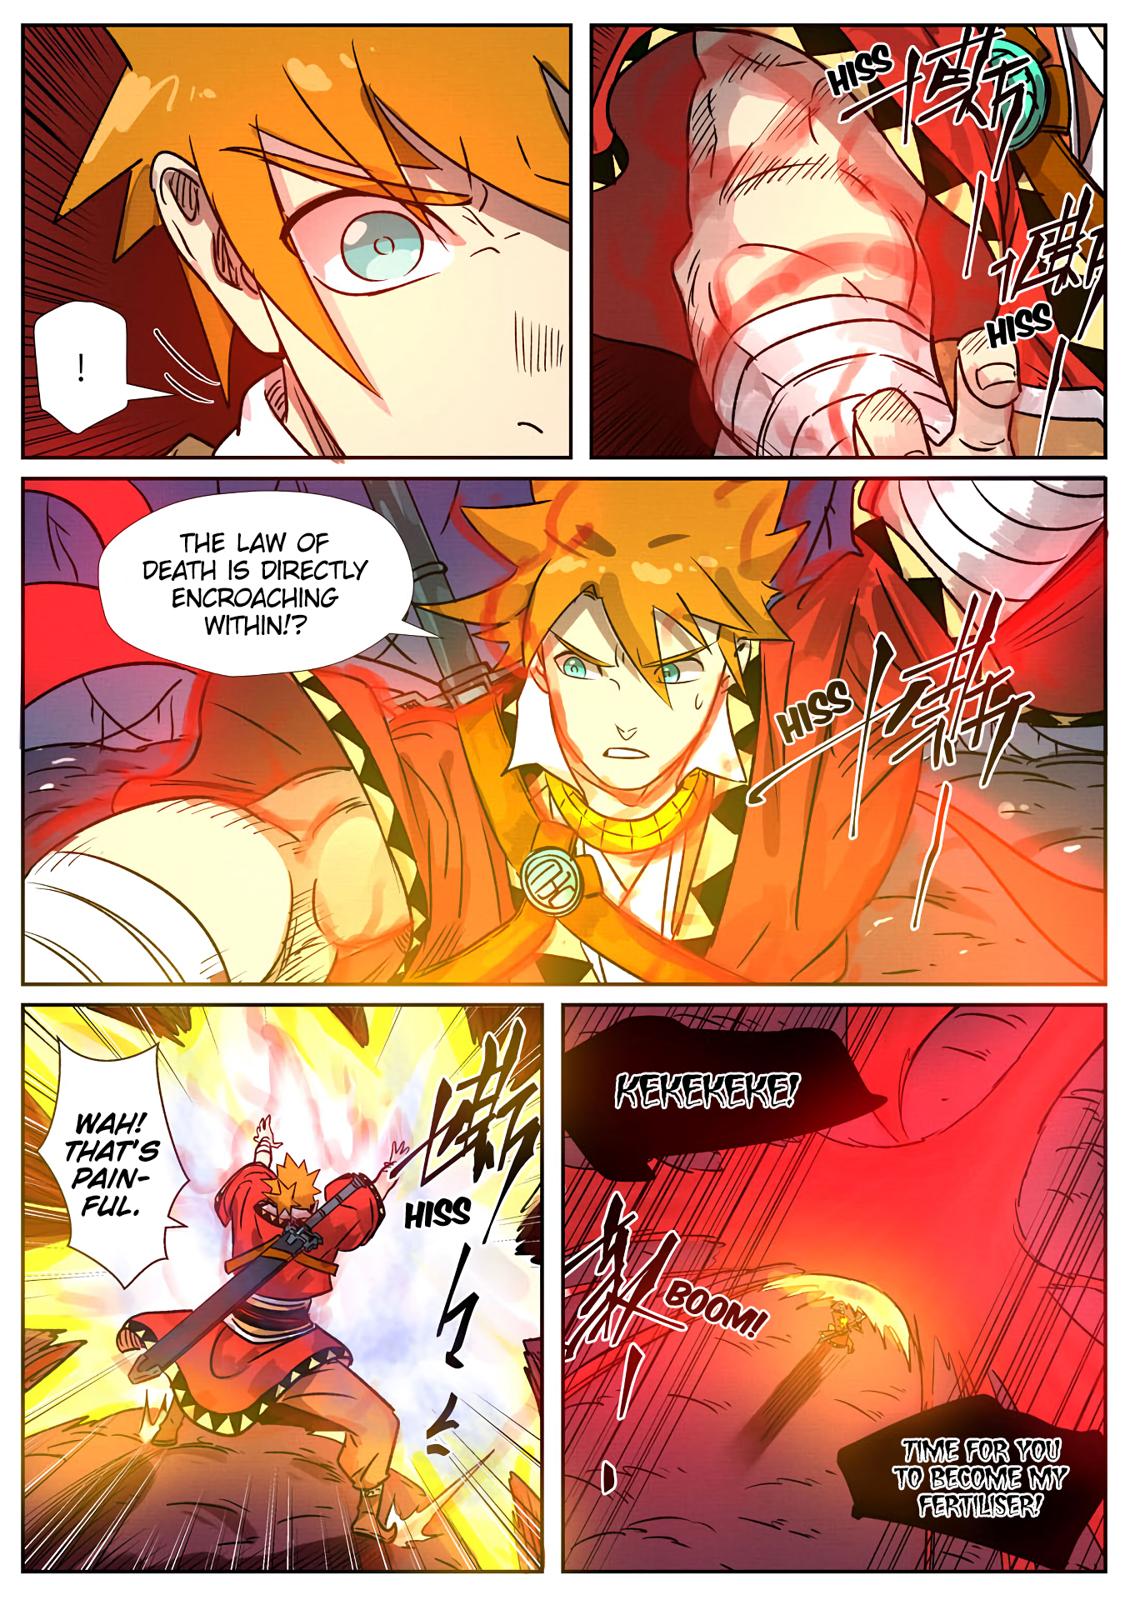 !
HISS
HISS
THE LAW OF
DEATH IS DIRECTLY
ENCROACHING
WITHIN!?
HISS
WAH!
THAT'S
PAIN-
FUL.
HISS
KEKEKEKE!
BOOM!
TIME FOR YOU
TO BECOME MY
FERTILISER!